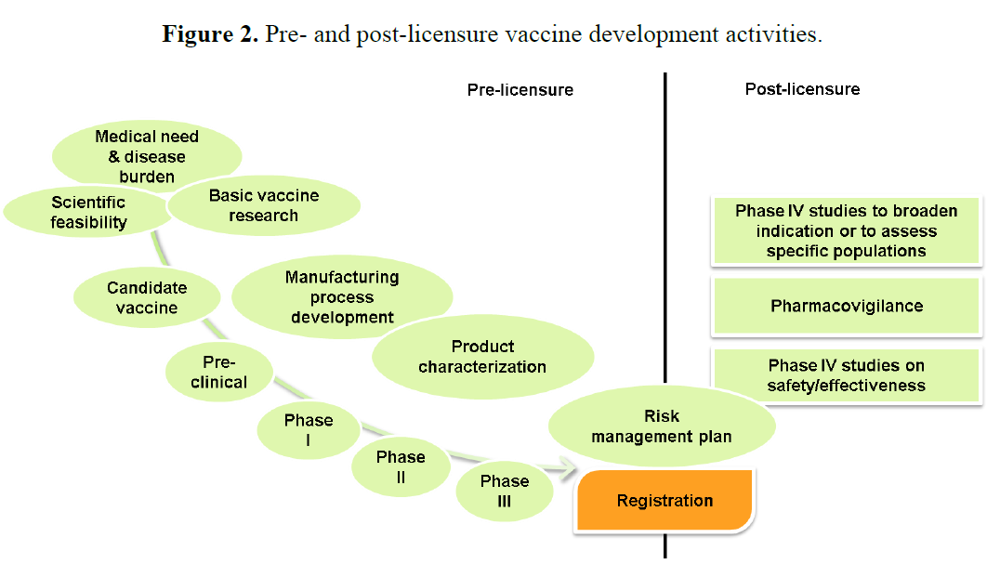 Figure 2. Pre- and post-licensure vaccine development activities.
Pre-licensure
Post-licensure
Medical need
& disease
burden
Scientific
feasibility
Basic vaccine
research
Candidate
vaccine
Manufacturing
process
development
Product
characterization
Pre-
clinical
Phase
I
Phase
II
Phase
III
Risk
management plan
Registration
Phase IV studies to broaden
indication or to assess
specific populations
Pharmacovigilance
Phase IV studies on
safety/effectiveness